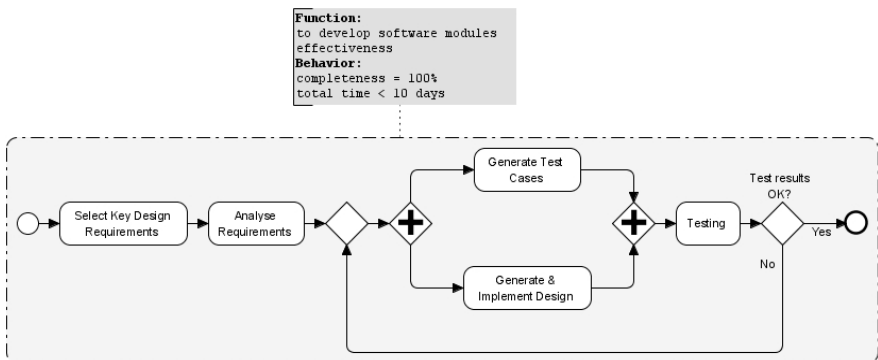 Function:
to develop software modules
effectiveness
Behavior:
completeness = 100%
total time < 10 days
Generate Test
Cases
Test results
OK?
Select Key Design
Requirements
Analyse
Requirements
Testing
Yes
No
Generate &
Implement Design